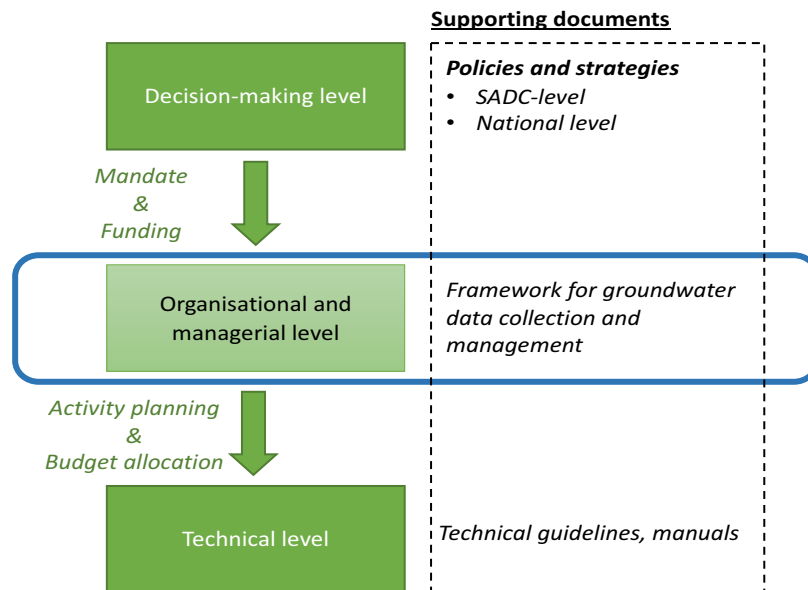 Supporting documents
Decision-making level
Policies and strategies
• SADC-level
• National level
Mandate
&
Funding
Organisational and
managerial level
Framework for groundwater
data collection and
management
Activity planning
&
Budget allocation
Technical level
Technical guidelines, manuals